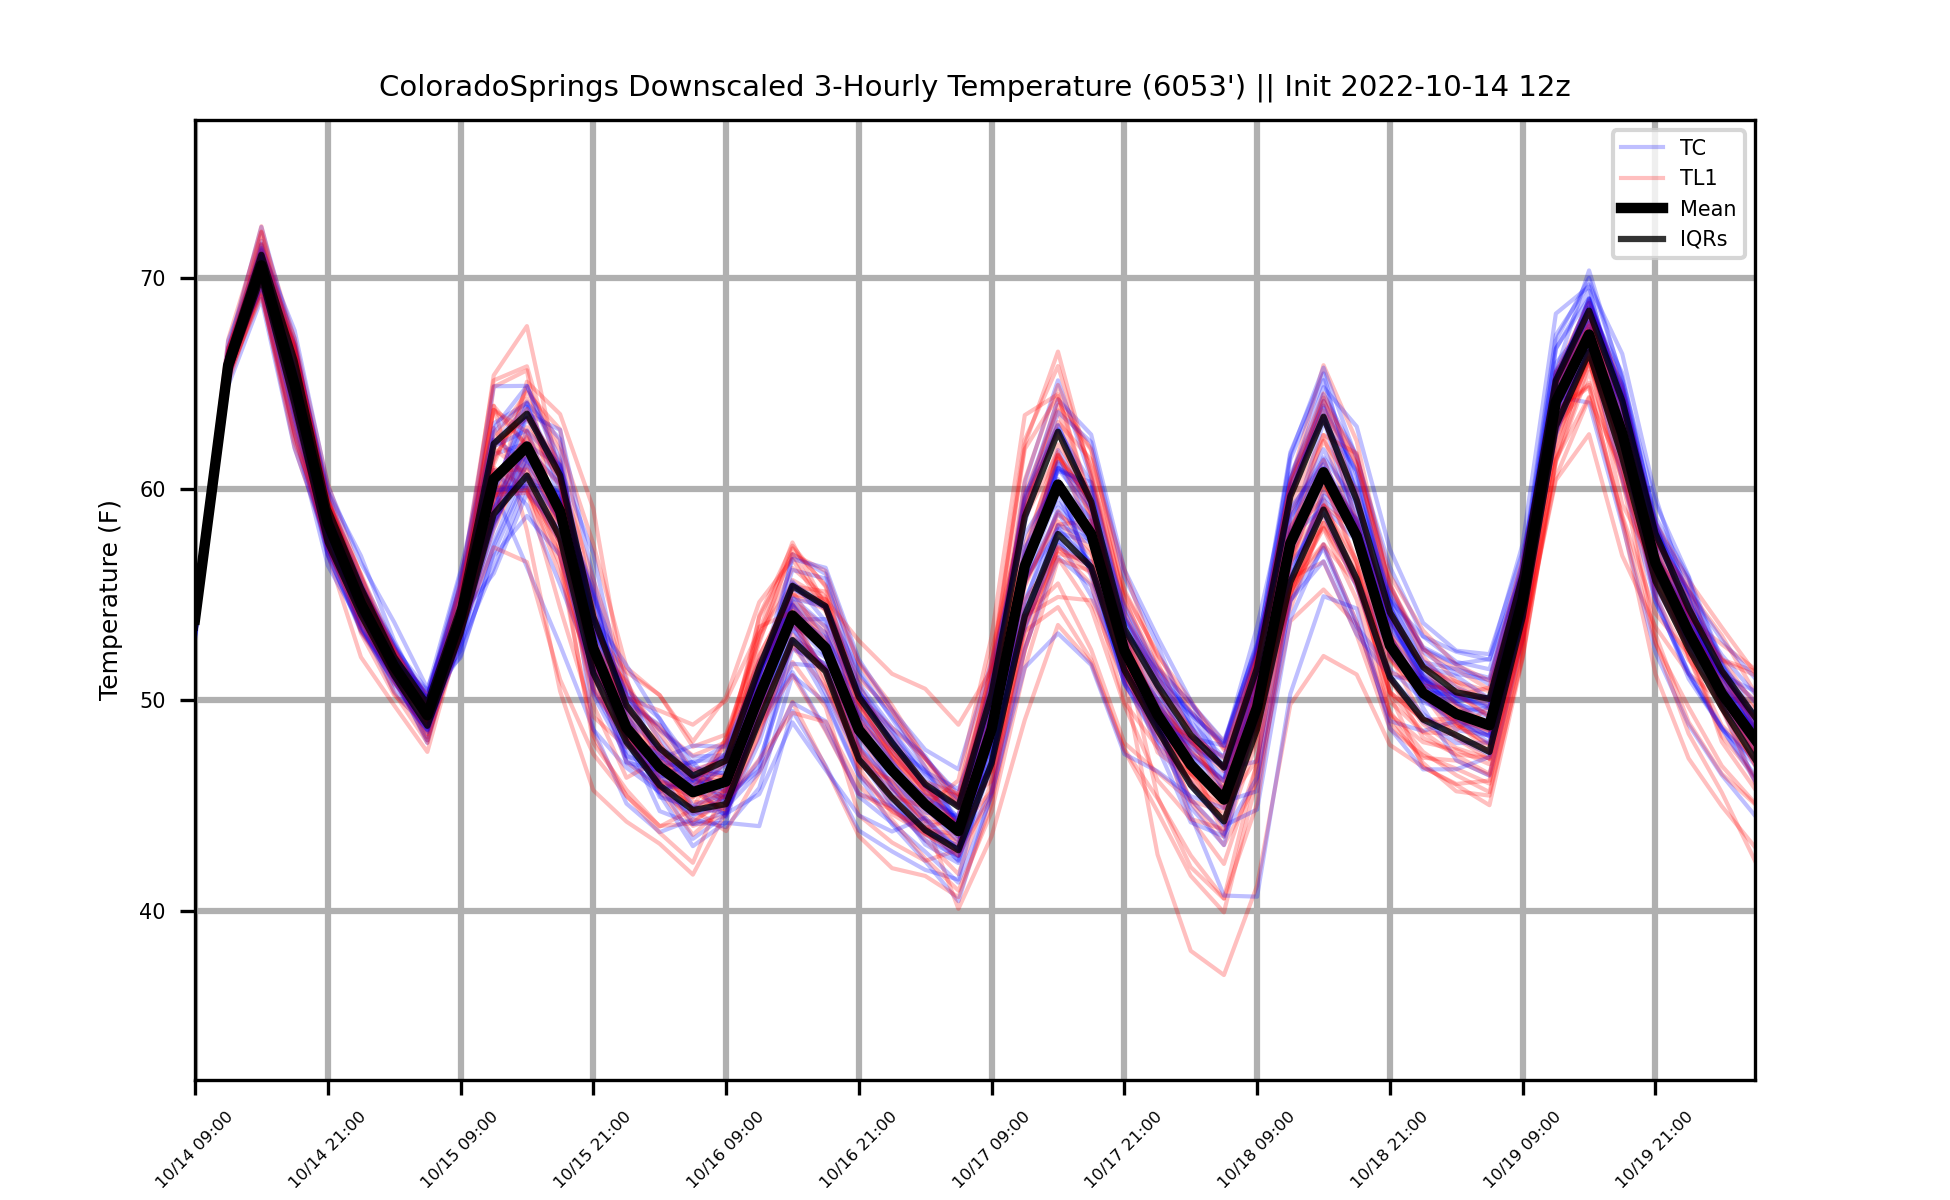 ColoradoSprings Downscaled 3-Hourly Temperature (6053') || Init 2022-10-14 12z
TC
TL1
Mean
IQRs
Temperature (F)
70
60
50
40
10/14 09:00
10/14 21:00
10/15 09:00
10/15 21:00
10/16 09:00
10/16 21:00
10/17 09:00
10/17 21:00
10/18 09:00
10/18 21:00
10/19 09:00
10/19 21:00